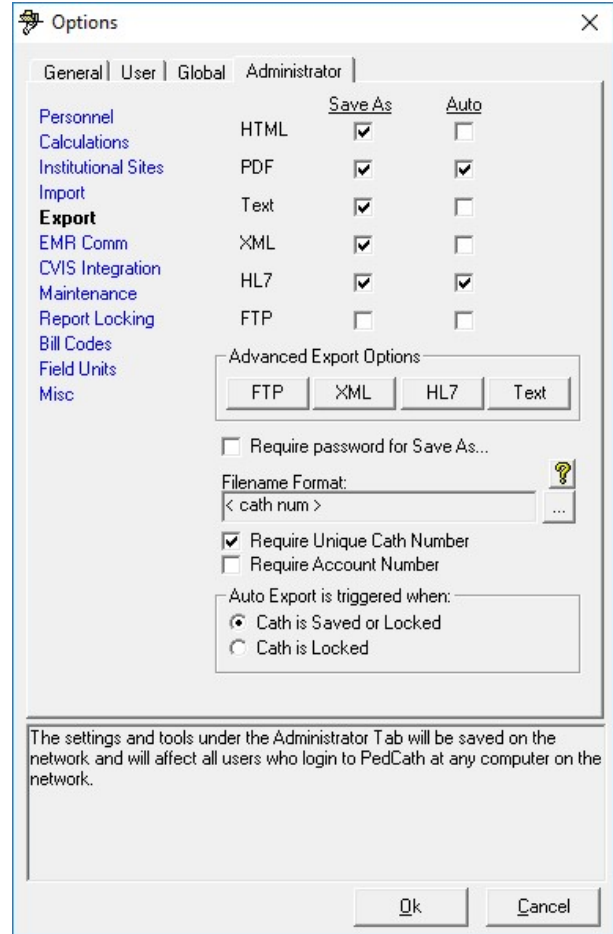 Options
General User Global Administrator
Personnel
Calculations
Institutional Sites
Import
Export
EMR Comm
CVIS Integration
Maintenance
Report Locking
Bill Codes
Field Units
Misc
Save As Auto
HTML
PDF
Text
XML
HL7
FTP
Advanced Export Options
FTP XML HL7 Text
Require password for Save As...
Filename Format:
?
< cath num >
...
Require Unique Cath Number
Require Account Number
Auto Export is triggered when:
Cath is Saved or Locked
Cath is Locked
The settings and tools under the Administrator Tab will be saved on the
network and will affect all users who login to PedCath at any computer on the
network.
Ok Cancel